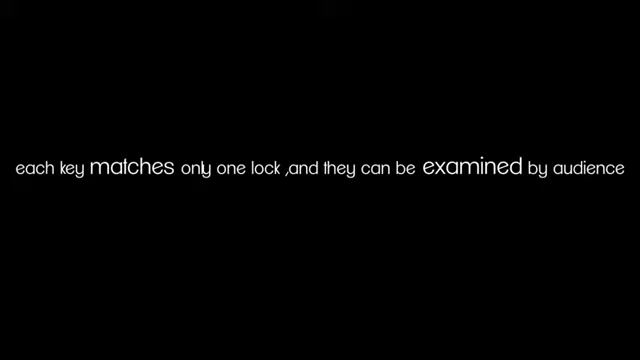 each key matches only one lock ,and they can be examined by audience